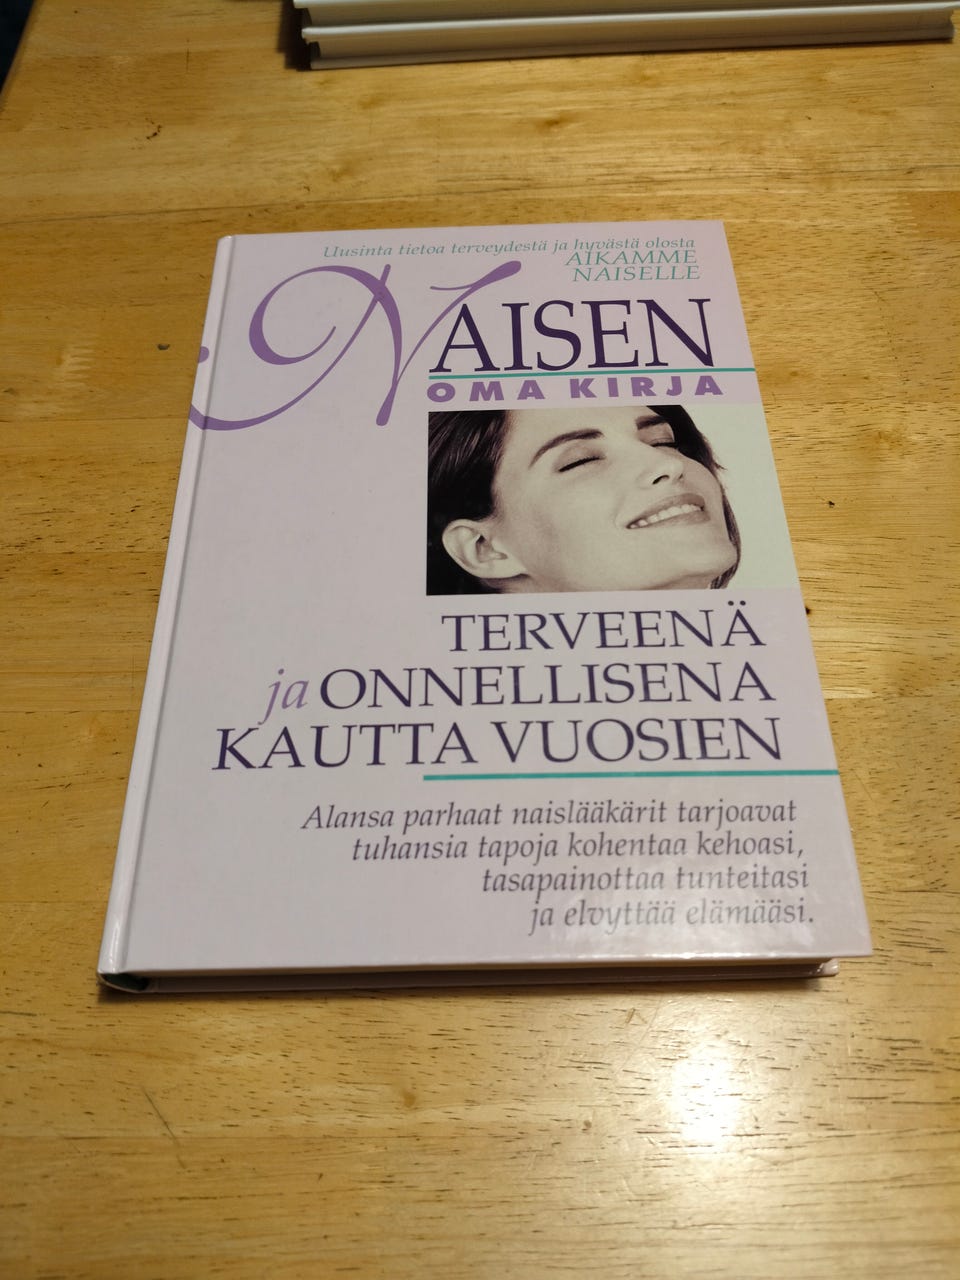 Uusinta tietoa terveydestä ja hyvästä olosta
AIKAMME
NAISELLE
NAISEN
OMA KIRJA
TERVEENÄ
ja ONNELLISENA
KAUTTA VUOSIEN
Alansa parhaat naislääkärit tarjoavat
tuhansia tapoja kohentaa kehoasi,
tasapainottaa tunteitasi
ja elvyttää elämääsi.